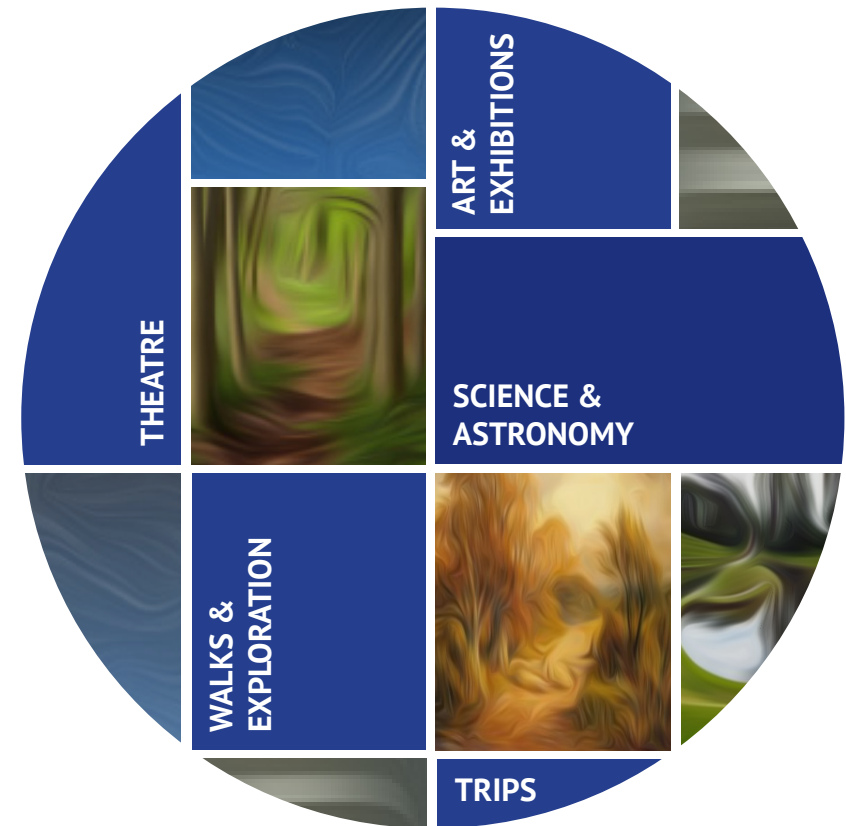 ART &
EXHIBITIONS
THEATRE
SCIENCE &
ASTRONOMY
WALKS &
EXPLORATION
TRIPS